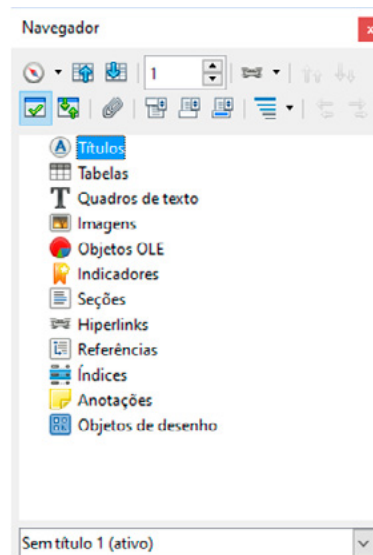 Navegador
1
Títulos
Tabelas
Quadros de texto
Imagens
Objetos OLE
Indicadores
Seções
Hiperlinks
Referências
Índices
Anotações
Objetos de desenho
Sem título 1 (ativo)